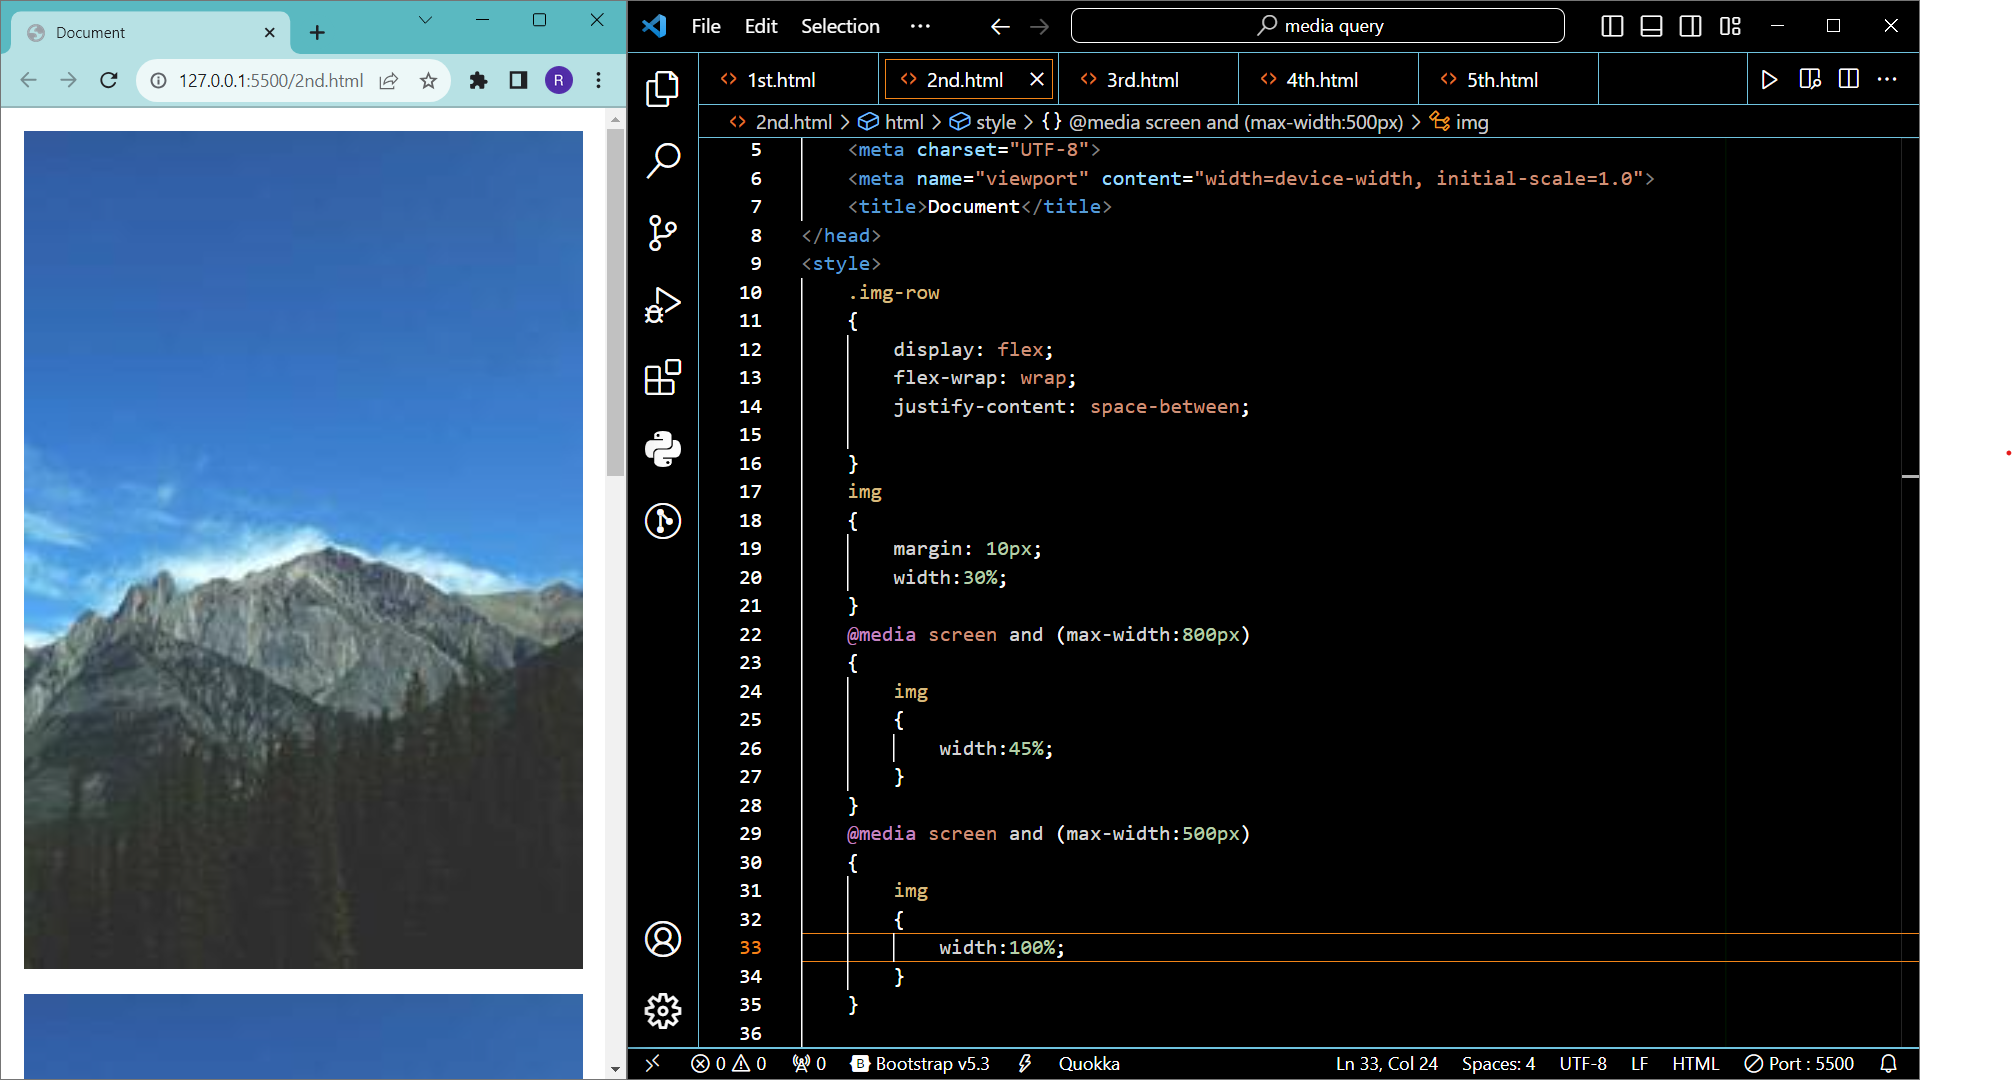 Document
127.0.0.1:5500/2nd.html
R
File Edit Selection ···
media query
1st.html
2nd.html
3rd.html
4th.html
5th.html
2nd.html > html > style > {} @media screen and (max-width:500px) > img
5 <meta charset="UTF-8">
6 <meta name="viewport" content="width=device-width, initial-scale=1.0">
7 <title>Document</title>
8 </head>
9 <style>
10 .img-row
11 {
12 display: flex;
13 flex-wrap: wrap;
14 justify-content: space-between;
15
16 }
17 img
18 {
19 margin: 10px;
20 width:30%;
21 }
22 @media screen and (max-width:800px)
23 {
24 img
25 {
26 width:45%;
27 }
28 }
29 @media screen and (max-width:500px)
30 {
31 img
32 {
33 width:100%;
34 }
35 }
36
0 0 0 B Bootstrap v5.3 Quokka Ln 33, Col 24 Spaces: 4 UTF-8 LF HTML Port : 5500